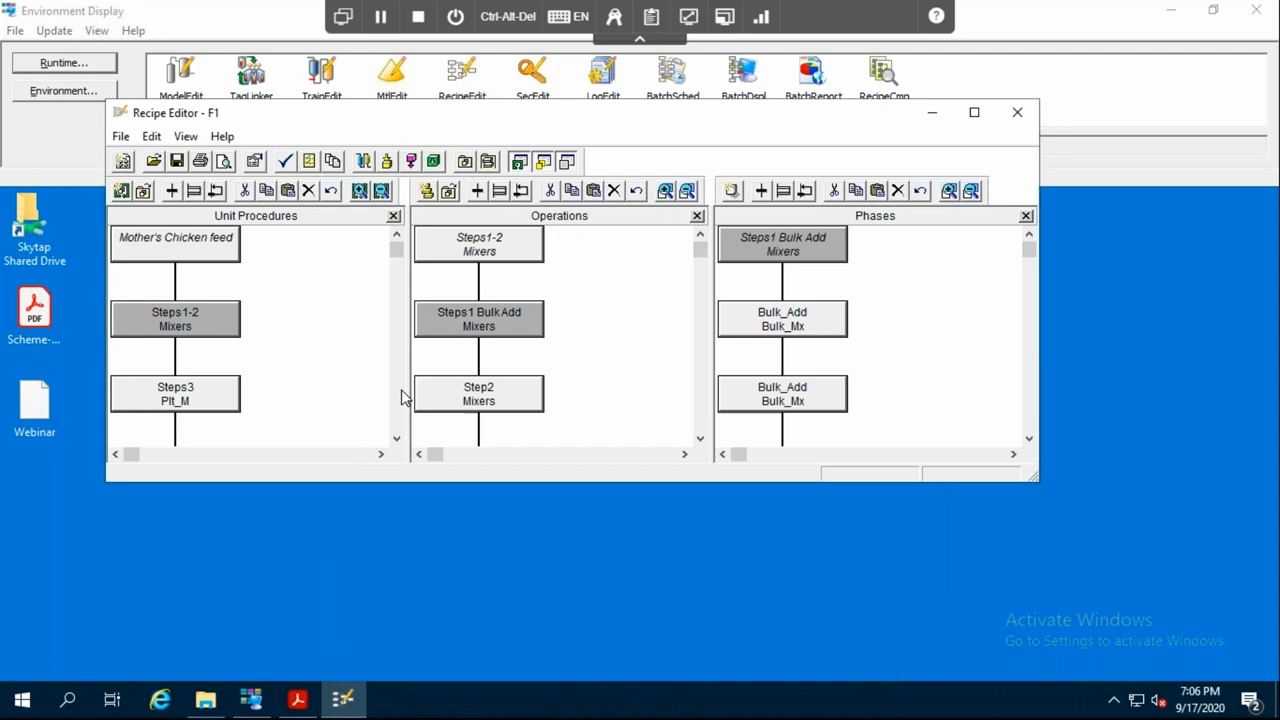 Environment Display
Ctrl-Alt-Del
EN
File Update View Help
Runtime...
Environment...
ModelEdit
TagLinker
TrainEdit
MtlEdit
RecipeEdit
SecEdit
LogEdit
BatchSched
BatchDspl
BatchReport
RecipeCmp
Recipe Editor - F1
File Edit View Help
Unit Procedures
Operations
Phases
Mother's Chicken feed
Steps1-2
Mixers
Steps3
Plt_M
Steps1-2
Mixers
Steps1 Bulk Add
Mixers
Step2
Mixers
Steps1 Bulk Add
Mixers
Bulk_Add
Bulk_Mx
Bulk_Add
Bulk_Mx
Skytap
Shared Drive
PDF
Scheme-...
Webinar
Activate Windows
Go to Settings to activate Windows.
7:06 PM
9/17/2020
2